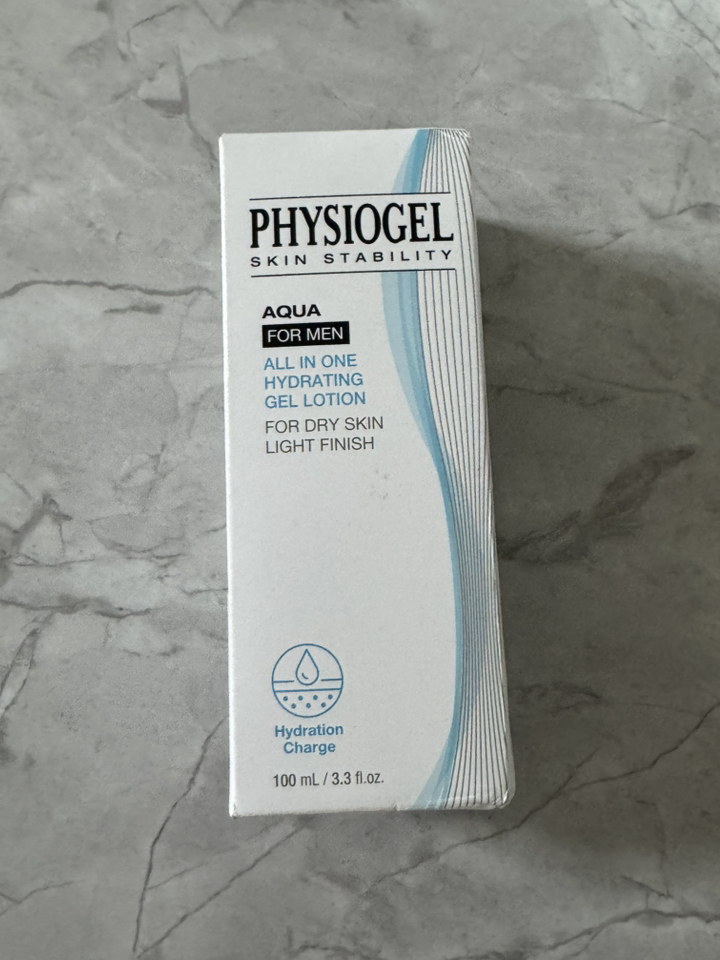 PHYSIOGEL
SKIN STABILITY
AQUA
FOR MEN
ALL IN ONE
HYDRATING
GEL LOTION
FOR DRY SKIN
LIGHT FINISH
Hydration
Charge
100 mL / 3.3 fl.oz.